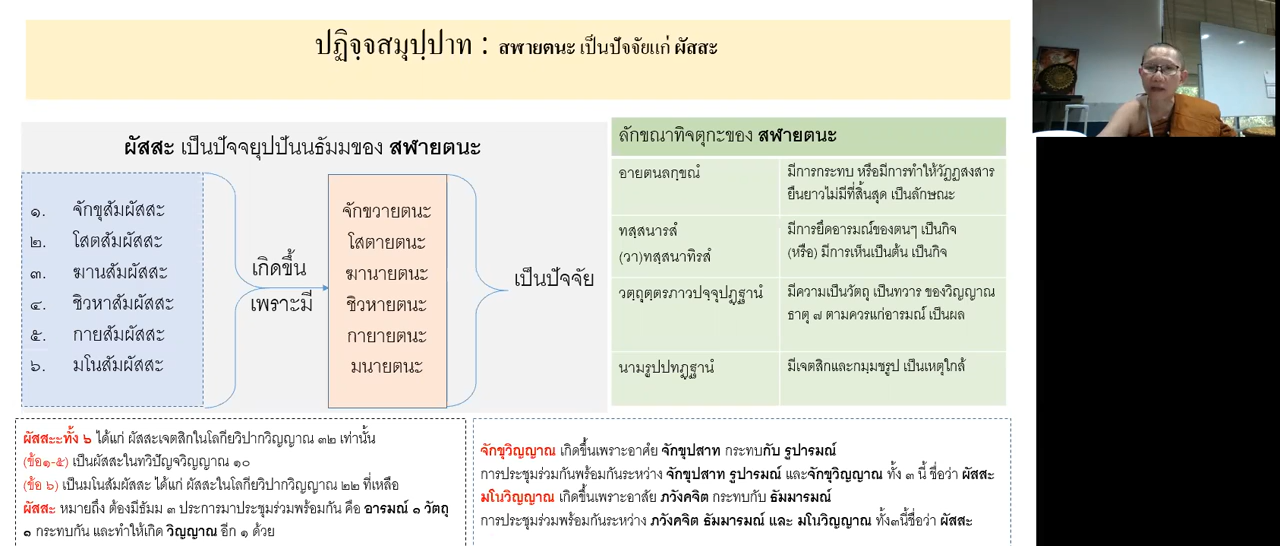 ปฏิจฺจสมุปฺปาท : สฬายตนะ เป็นปัจจัยแก่ ผัสสะ
ผัสสะ เป็นปัจจยุปปันนธัมมของ สฬายตนะ
๑. จักขุสัมผัสสะ
๒. โสตสัมผัสสะ
๓. ฆานสัมผัสสะ
๔. ชิวหาสัมผัสสะ
๕. กายสัมผัสสะ
๖. มโนสัมผัสสะ
เกิดขึ้น
เพราะมี
จักขวายตนะ
โสตายตนะ
ฆานายตนะ
ชิวหายตนะ
กายายตนะ
มนายตนะ
เป็นปัจจัย
ลักขณาทิจตุกะของ สฬายตนะ
อายตนลกฺขณํ
มีการกระทบ หรือมีการทำให้วัฏฏสงสาร
ยืนยาวไม่มีที่สิ้นสุด เป็นลักษณะ
ทสฺสนารสํ
(วา)ทสฺสนาทิรสํ
มีการยึดอารมณ์ของตนๆ เป็นกิจ
(หรือ) มีการเห็นเป็นต้น เป็นกิจ
วตฺถุตฺตรภาวปจฺจุปฏฺฐานํ
มีความเป็นวัตถุ เป็นทวาร ของวิญญาณ
ธาตุ ๗ ตามควรแก่อารมณ์ เป็นผล
นามรูปปทฏฺฐานํ
มีเจตสิกและกมฺมชรูป เป็นเหตุใกล้
ผัสสะะทั้ง ๖ ได้แก่ ผัสสะเจตสิกในโลกียวิปากวิญญาณ ๓๒ เท่านั้น
(ข้อ๑-๕) เป็นผัสสะในทวิปัญจวิญญาณ ๑๐
(ข้อ ๖) เป็นมโนสัมผัสสะ ได้แก่ ผัสสะในโลกียวิปากวิญญาณ ๒๒ ที่เหลือ
ผัสสะ หมายถึง ต้องมีธัมม ๓ ประการมาประชุมร่วมพร้อมกัน คือ อารมณ์ ๑ วัตถุ
๑ กระทบกัน และทำให้เกิด วิญญาณ อีก ๑ ด้วย
จักขุวิญญาณ เกิดขึ้นเพราะอาศัย จักขุปสาท กระทบกับ รูปารมณ์
การประชุมร่วมกันพร้อมกันระหว่าง จักขุปสาท รูปารมณ์ และจักขุวิญญาณ ทั้ง ๓ นี้ ชื่อว่า ผัสสะ
มโนวิญญาณ เกิดขึ้นเพราะอาลัย ภวังคจิต กระทบกับ ธัมมารมณ์
การประชุมร่วมพร้อมกันระหว่าง ภวังคจิต ธัมมารมณ์ และ มโนวิญญาณ ทั้ง๓นี้ชื่อว่า ผัสสะ